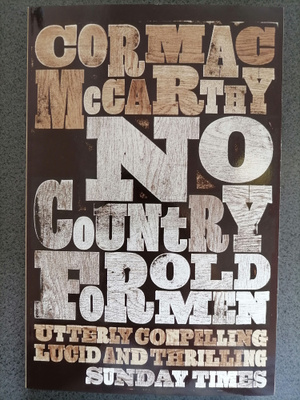 CORMAC
McCARTHY
NO
COUNTRY
FOR OLD
MEN
UTTERLY COMPELLING
LUCID AND THRILLING
SUNDAY TIMES